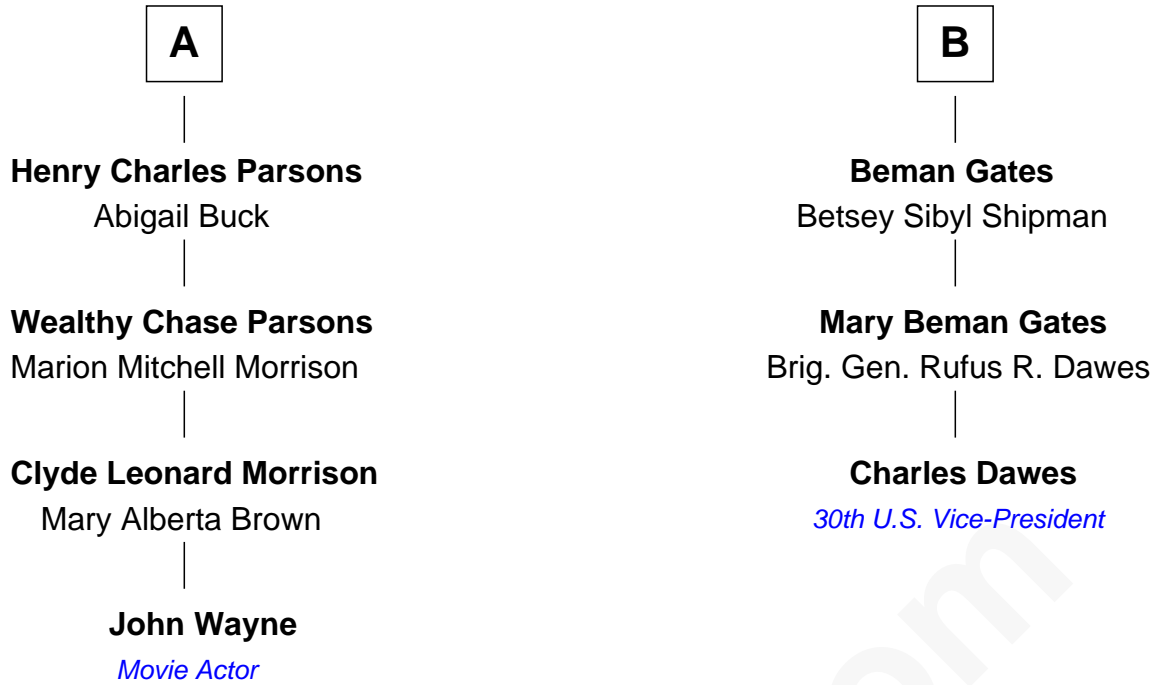 A
Henry Charles Parsons
Abigail Buck
Wealthy Chase Parsons
Marion Mitchell Morrison
Clyde Leonard Morrison
Mary Alberta Brown
John Wayne
Movie Actor
B
Beman Gates
Betsey Sibyl Shipman
Mary Beman Gates
Brig. Gen. Rufus R. Dawes
Charles Dawes
30th U.S. Vice-President
om